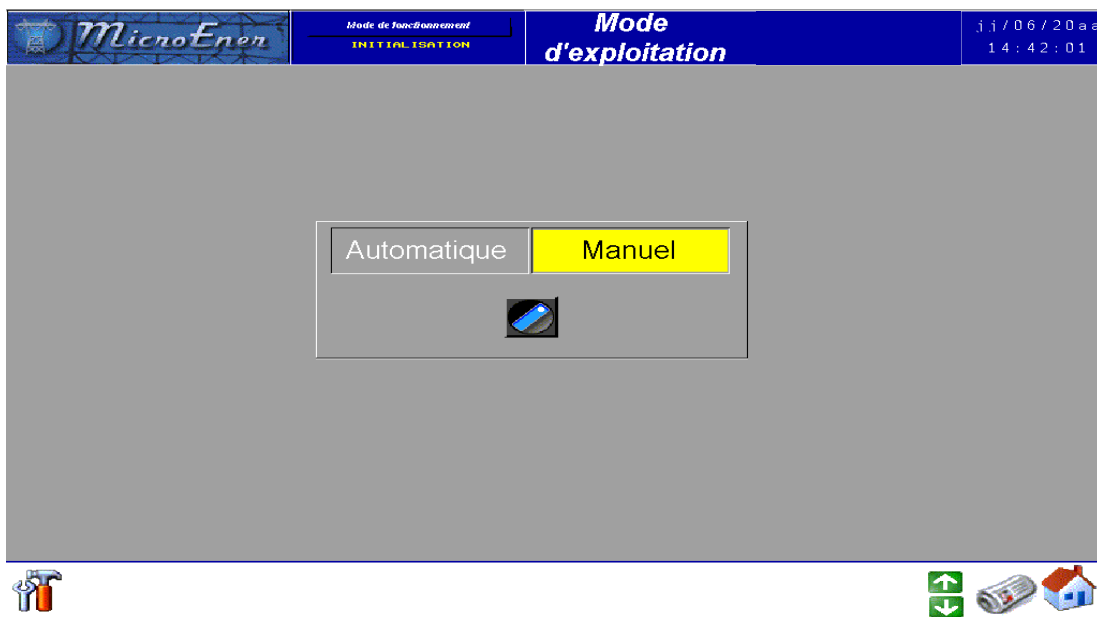 MicroEner
Mode de fonctionnement
INITIALISATION
Mode
d'exploitation
jj/06/20aa
14:42:01
Automatique
Manuel